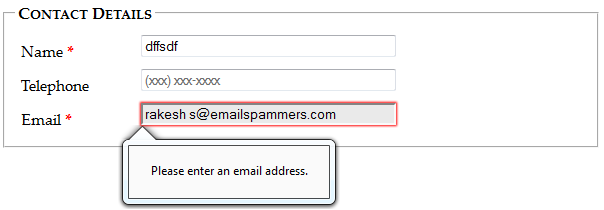 Contact Details
Name * dffsdf
Telephone (xxx) xxx-xxxx
Email * rakesh s@emailspammers.com
Please enter an email address.